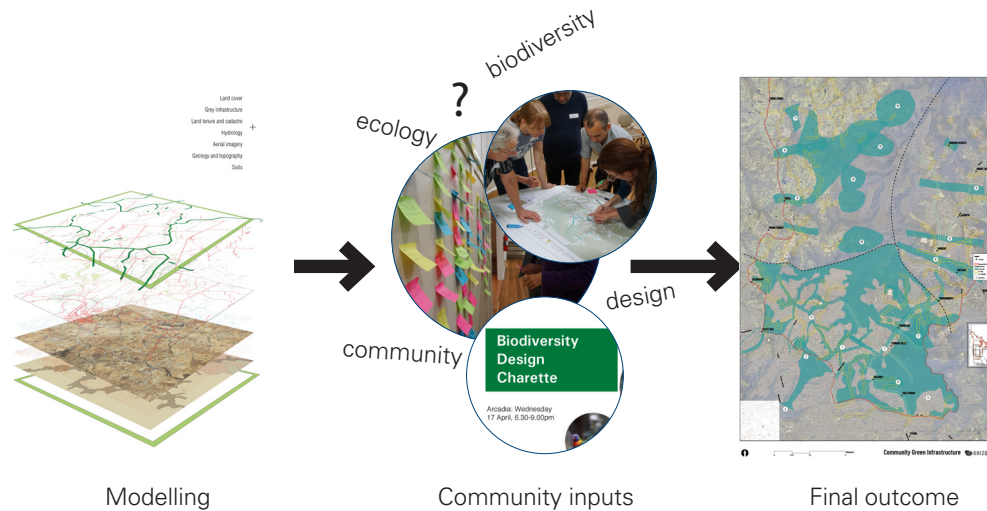 Land cover
Grey infrastructure
Land tenure and cadastre
Hydrology
Aerial imagery
Geology and topography
Soils
+
biodiversity
?
ecology
design
community
Biodiversity
Design
Charette
Arcadia: Wednesday
17 April, 6.30-9.00pm
Community Green Infrastructure
Modelling
Community inputs
Final outcome